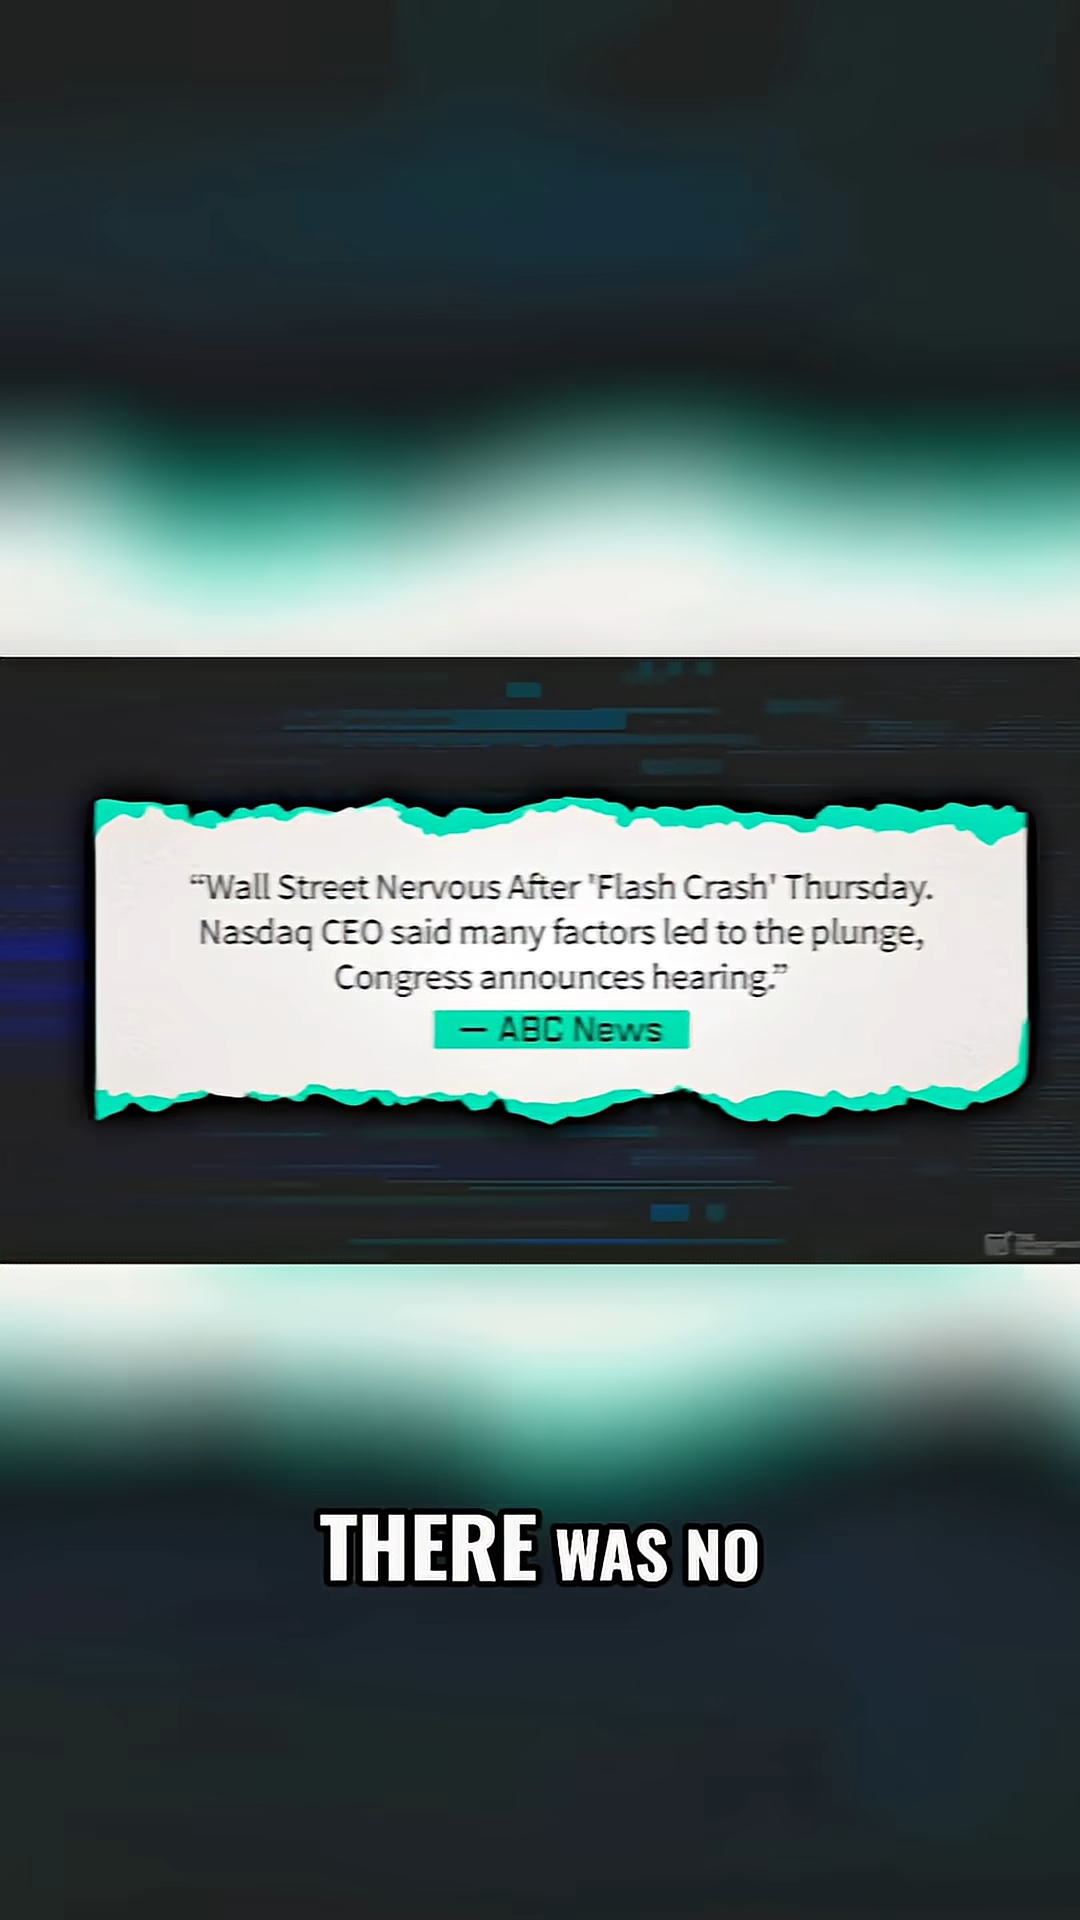 “Wall Street Nervous After 'Flash Crash' Thursday.
Nasdaq CEO said many factors led to the plunge,
Congress announces hearing.”
— ABC News
THERE WAS NO